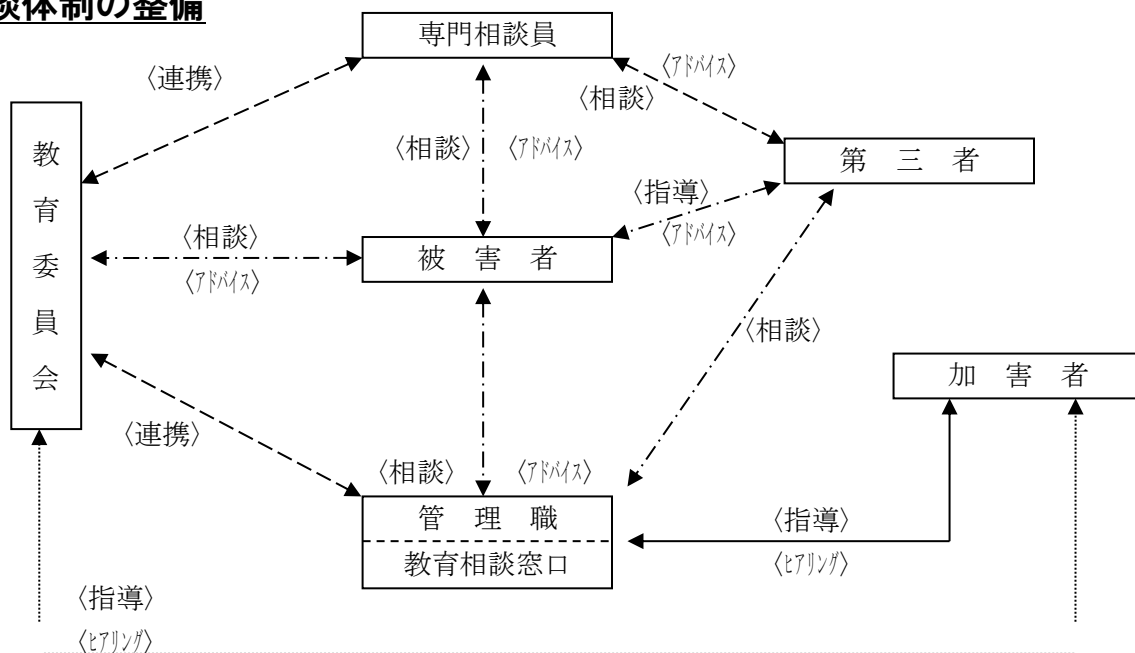 談体制の整備
専門相談員
〈連携〉
〈アドバイス〉
〈相談〉
教育委員会
〈相談〉 〈アドバイス〉
第 三 者
〈指導〉
〈アドバイス〉
〈相談〉
〈アドバイス〉
被 害 者
〈相談〉
加 害 者
〈連携〉
〈相談〉 〈アドバイス〉
管 理 職
教育相談窓口
〈指導〉
〈ヒアリング〉
〈指導〉
〈ヒアリング〉